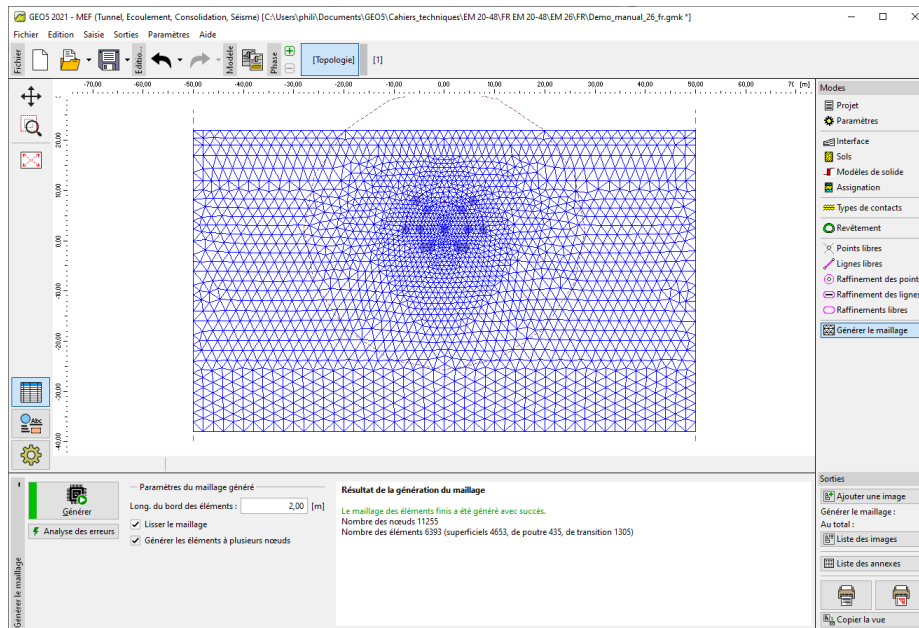 GEO5 2021 - MEF (Tunnel, Ecoulement, Consolidation, Séisme) [C:\Users\phili\Documents\GEO5\Cahiers_techniques\EM 20-48\FR EM 20-48\EM 26\FR\Demo_manual_26_fr.gmk *]
Fichier Edition Saisie Sorties Paramètres Aide
Fichier
Editio...
Modèle
Phase
[Topologie]
[1]
-70,00 -60,00 -50,00 -40,00 -30,00 -20,00 -10,00 0,00 10,00 20,00 30,00 40,00 50,00 60,00 [m]
20,00
10,00
0,00
-10,00
-20,00
-30,00
-40,00
Abc
Modes
Projet
Paramètres
Interface
Sols
Modèles de solide
Assignation
Types de contacts
Revêtement
Points libres
Lignes libres
Raffinement des point
Raffinement des lignes
Raffinements libres
Générer le maillage
Générer le maillage
Générer
Analyse des erreurs
Paramètres du maillage généré
Long. du bord des éléments : 2,00 [m]
Lisser le maillage
Générer les éléments à plusieurs nœuds
Résultat de la génération du maillage
Le maillage des éléments finis a été généré avec succès.
Nombre des nœuds 11255
Nombre des éléments 6393 (superficiels 4653, de poutre 435, de transition 1305)
Sorties
Ajouter une image
Générer le maillage :
Au total :
Liste des images
Liste des annexes
Copier la vue